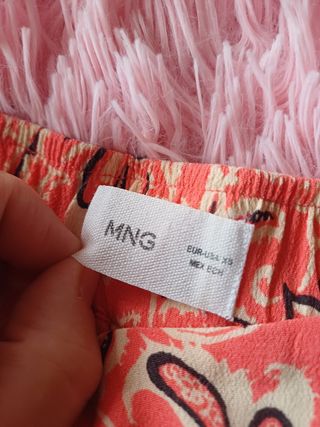 MNG
EUR-USA XS
MEX ECH